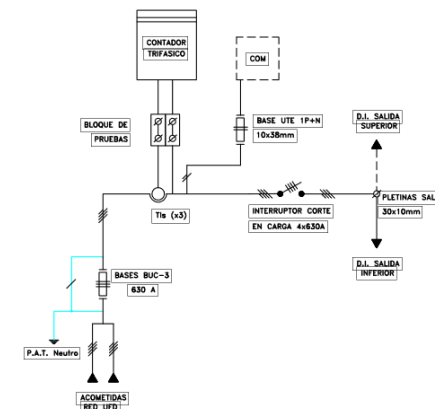 CONTADOR
TRIFASICO
COM
BLOQUE DE
PRUEBAS
BASE UTE 1P+N
10x38mm
D.I. SALIDA
SUPERIOR
TIs (x3)
INTERRUPTOR CORTE
EN CARGA 4x630A
PLETINAS SAL
30x10mm
D.I. SALIDA
INFERIOR
BASES BUC-3
630 A
P.A.T. Neutro
ACOMETIDAS
RED UFD